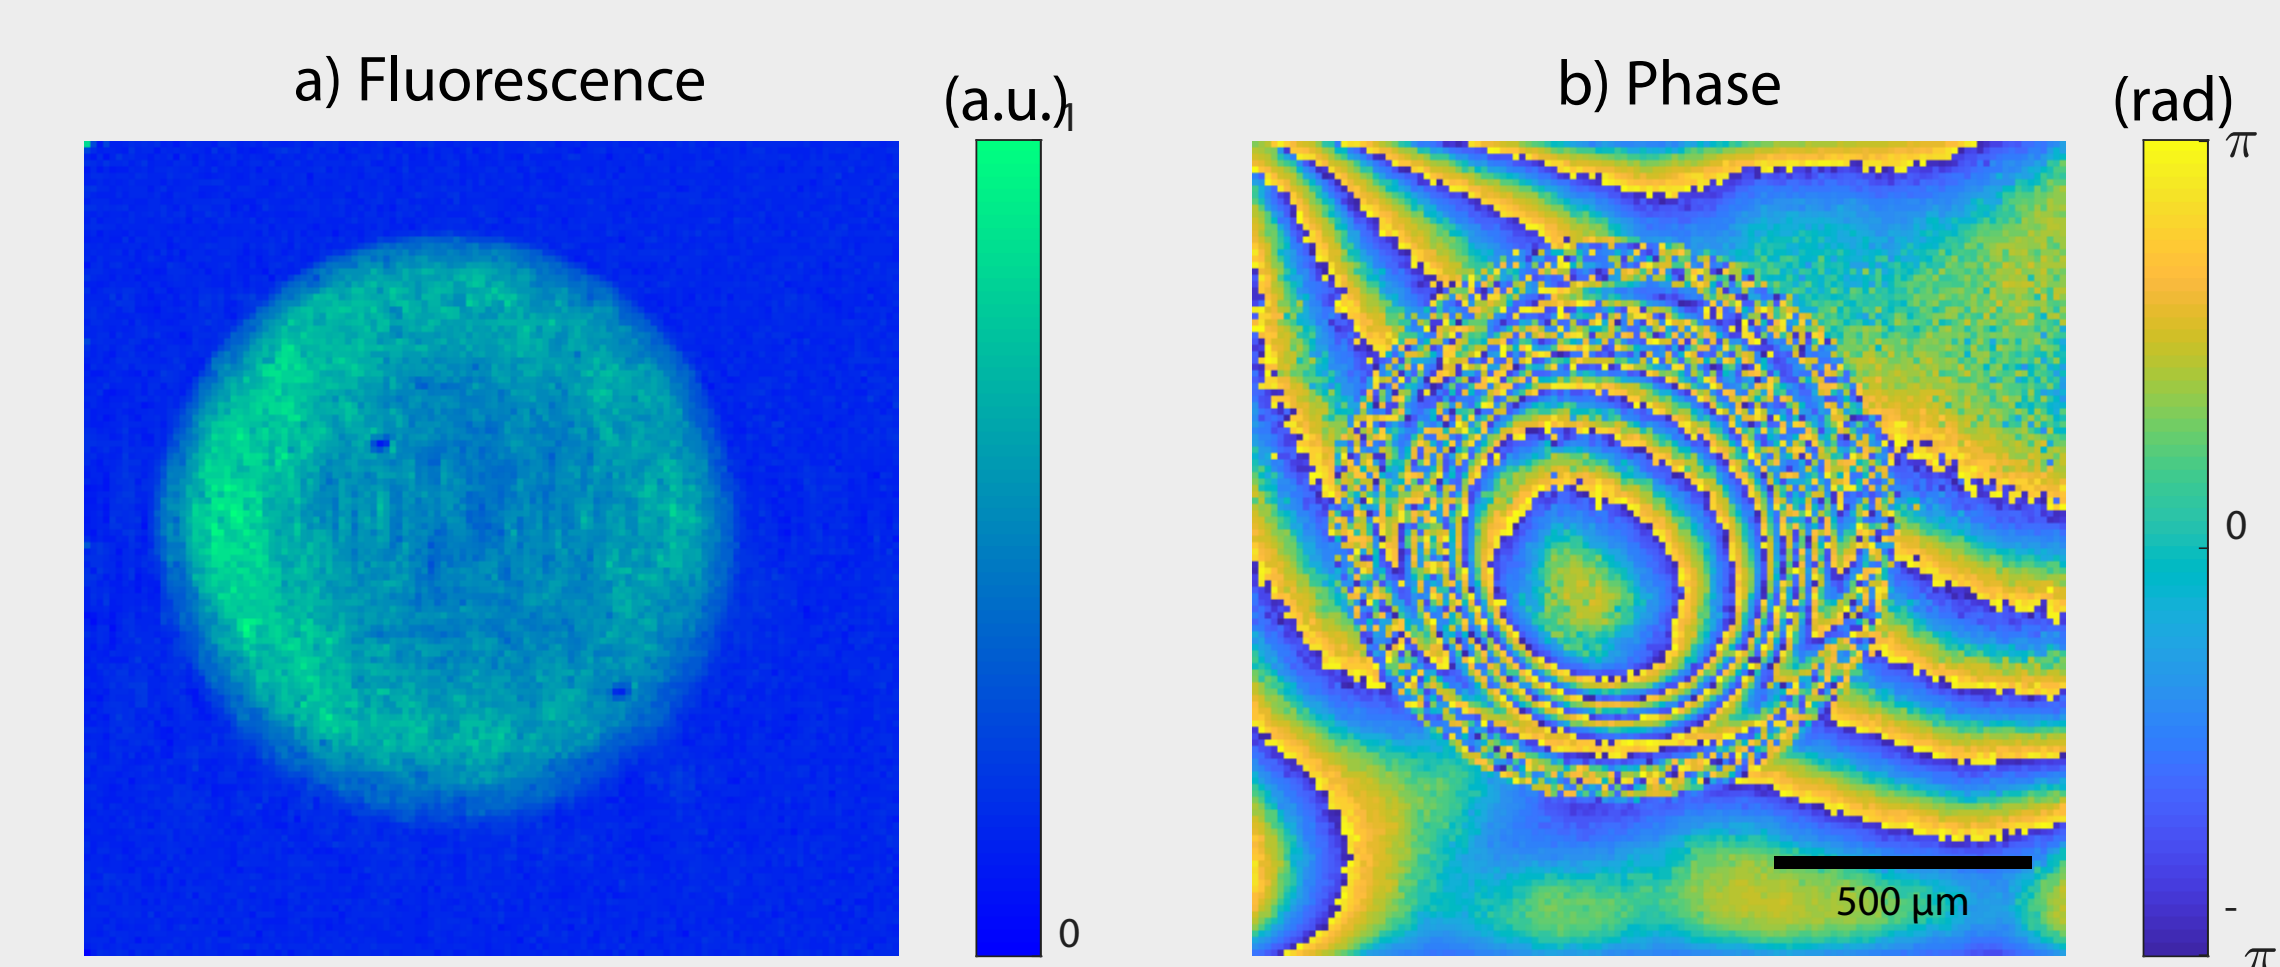 a) Fluorescence
(a.u.)
1
0
b) Phase
(rad)
π
0
-
π
500 μm